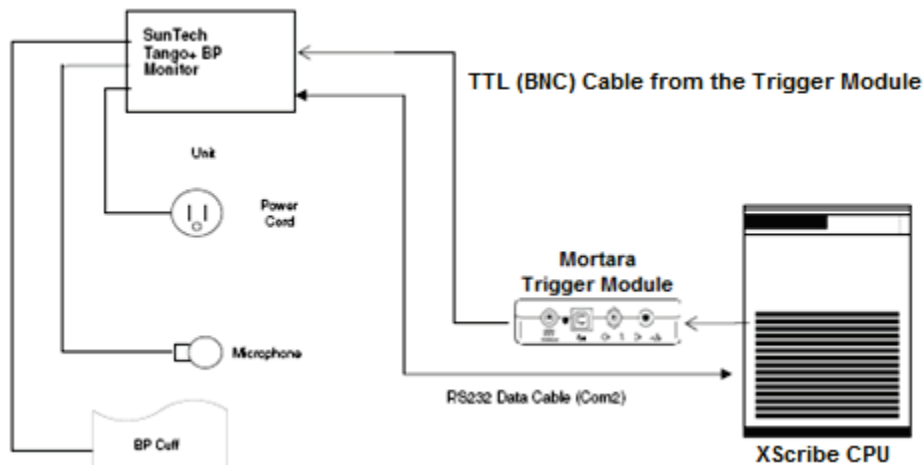 SunTech
Tango+ BP
Monitor
TTL (BNC) Cable from the Trigger Module
Unit
Power
Cord
Mortara
Trigger Module
Microphone
RS232 Data Cable (Com2)
BP Cuff
XScribe CPU